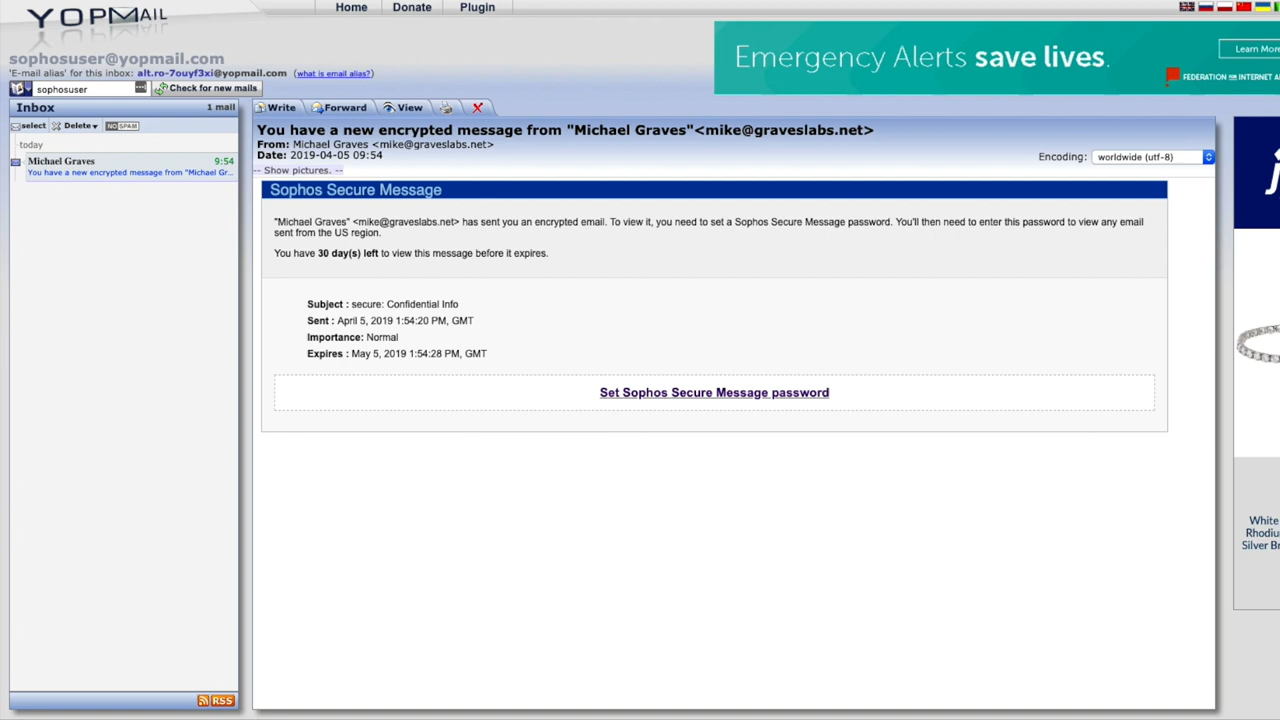 YOPMAIL
Home Donate Plugin
sophosuser@yopmail.com
'E-mail alias' for this inbox: alt.ro-7ouyf3xi@yopmail.com (what is email alias?)
sophosuser
Check for new mails
Emergency Alerts save lives.
Learn More
FEDERATION FOR INTERNET AL
Inbox 1 mail
select Delete NO SPAM
today
Michael Graves 9:54
You have a new encrypted message from "Michael Gr...
Write Forward View
You have a new encrypted message from "Michael Graves"<mike@graveslabs.net>
From: Michael Graves <mike@graveslabs.net>
Date: 2019-04-05 09:54
Encoding: worldwide (utf-8)
-- Show pictures. --
Sophos Secure Message
"Michael Graves" <mike@graveslabs.net> has sent you an encrypted email. To view it, you need to set a Sophos Secure Message password. You'll then need to enter this password to view any email
sent from the US region.
You have 30 day(s) left to view this message before it expires.
Subject : secure: Confidential Info
Sent : April 5, 2019 1:54:20 PM, GMT
Importance: Normal
Expires : May 5, 2019 1:54:28 PM, GMT
Set Sophos Secure Message password
White
Rhodiu
Silver Br
RSS